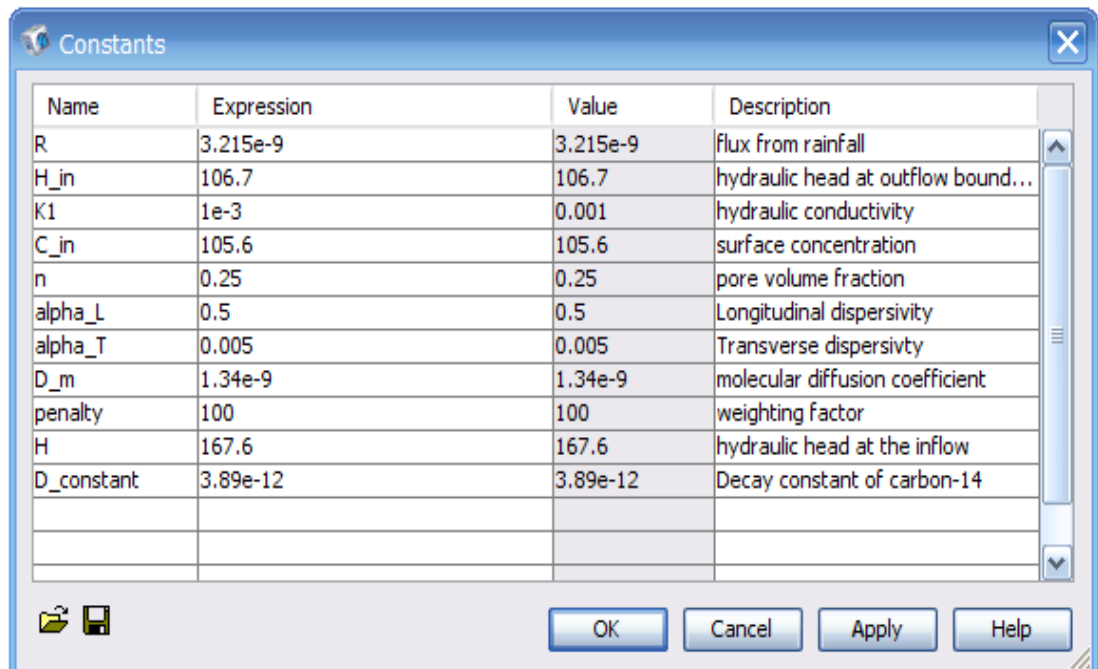 Constants
Name Expression Value Description
R 3.215e-9 3.215e-9 flux from rainfall
H_in 106.7 106.7 hydraulic head at outflow bound...
K1 1e-3 0.001 hydraulic conductivity
C_in 105.6 105.6 surface concentration
n 0.25 0.25 pore volume fraction
alpha_L 0.5 0.5 Longitudinal dispersivity
alpha_T 0.005 0.005 Transverse dispersivty
D_m 1.34e-9 1.34e-9 molecular diffusion coefficient
penalty 100 100 weighting factor
H 167.6 167.6 hydraulic head at the inflow
D_constant 3.89e-12 3.89e-12 Decay constant of carbon-14
OK Cancel Apply Help